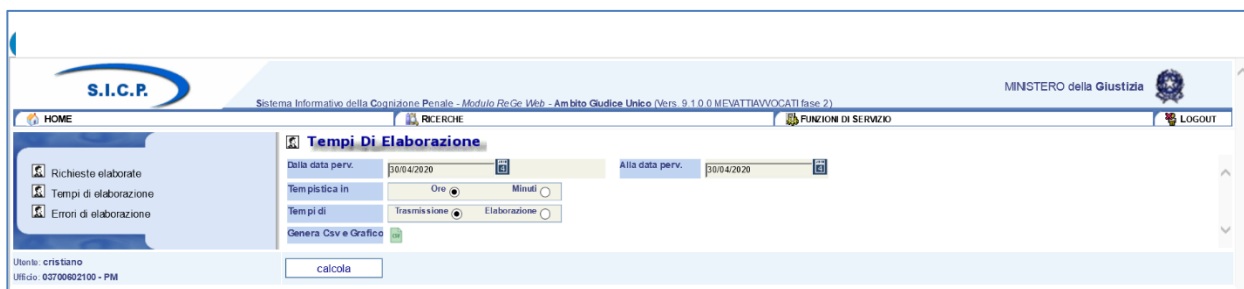 S.I.C.P.
MINISTERO della Giustizia
Sistema Informativo della Cognizione Penale - Modulo ReGe Web - Ambito Giudice Unico (Vers. 9.1.0.0 MEVATTIAVVOCATI fase 2)
HOME RICERCHE FUNZIONI DI SERVIZIO LOGOUT
Tempi Di Elaborazione
Richieste elaborate
Tempi di elaborazione
Errori di elaborazione
Dalla data perv. 30/04/2020 Alla data perv. 30/04/2020
Tempistica in Ore Minuti
Tempi di Trasmissione Elaborazione
Genera Csv e Grafico
Utente: cristiano
Ufficio: 03700602100 - PM
calcola